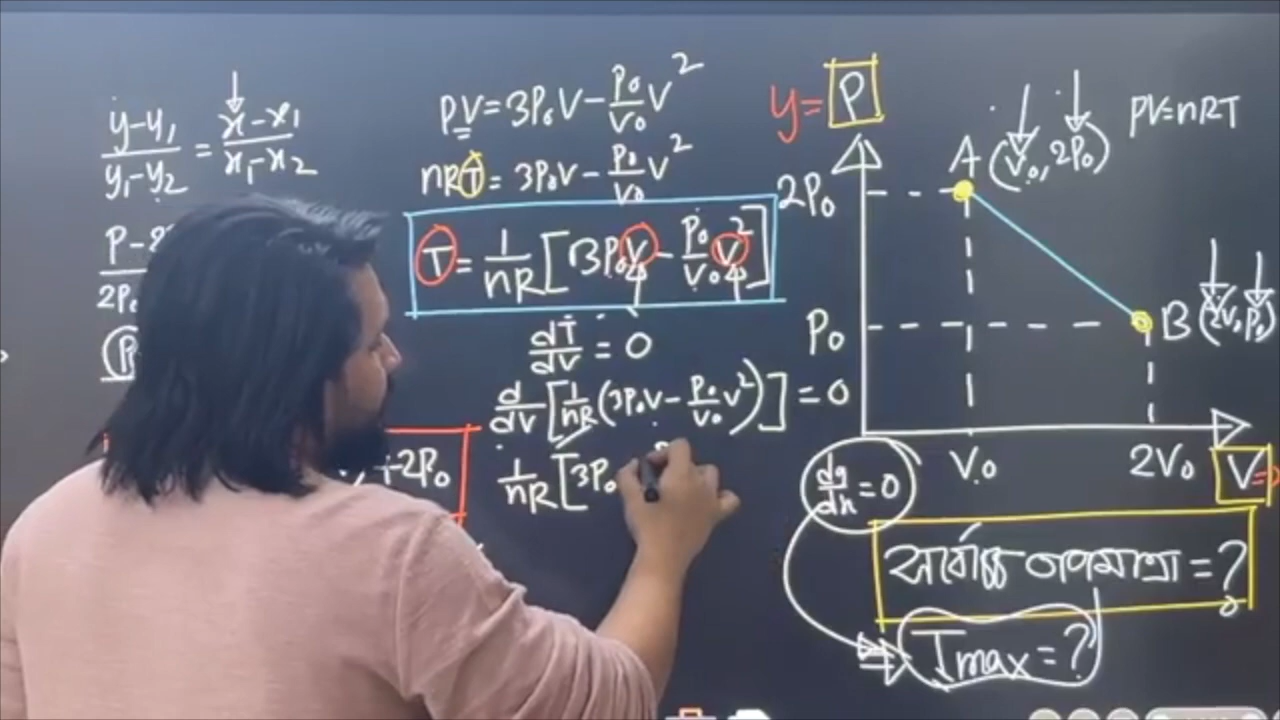 (y-y₁)/(y₁-y₂) = (x-x₁)/(x₁-x₂)
P-
2P₀
+2P₀
PV = 3P₀V - (P₀/V₀)V²
nRT = 3P₀V - (P₀/V₀)V²
T = (1/nR)[3P₀V - (P₀/V₀)V²]
dT/dV = 0
d/dV[(1/nR)(3P₀V - (P₀/V₀)V²)] = 0
(1/nR)[3P₀
y = P
A (V₀, 2P₀)
PV=nRT
2P₀
P₀
B (2V₀, P₀)
V₀
2V₀
V=
dy/dx = 0
সর্বোচ্চ তাপমাত্রা = ?
Tmax = ?